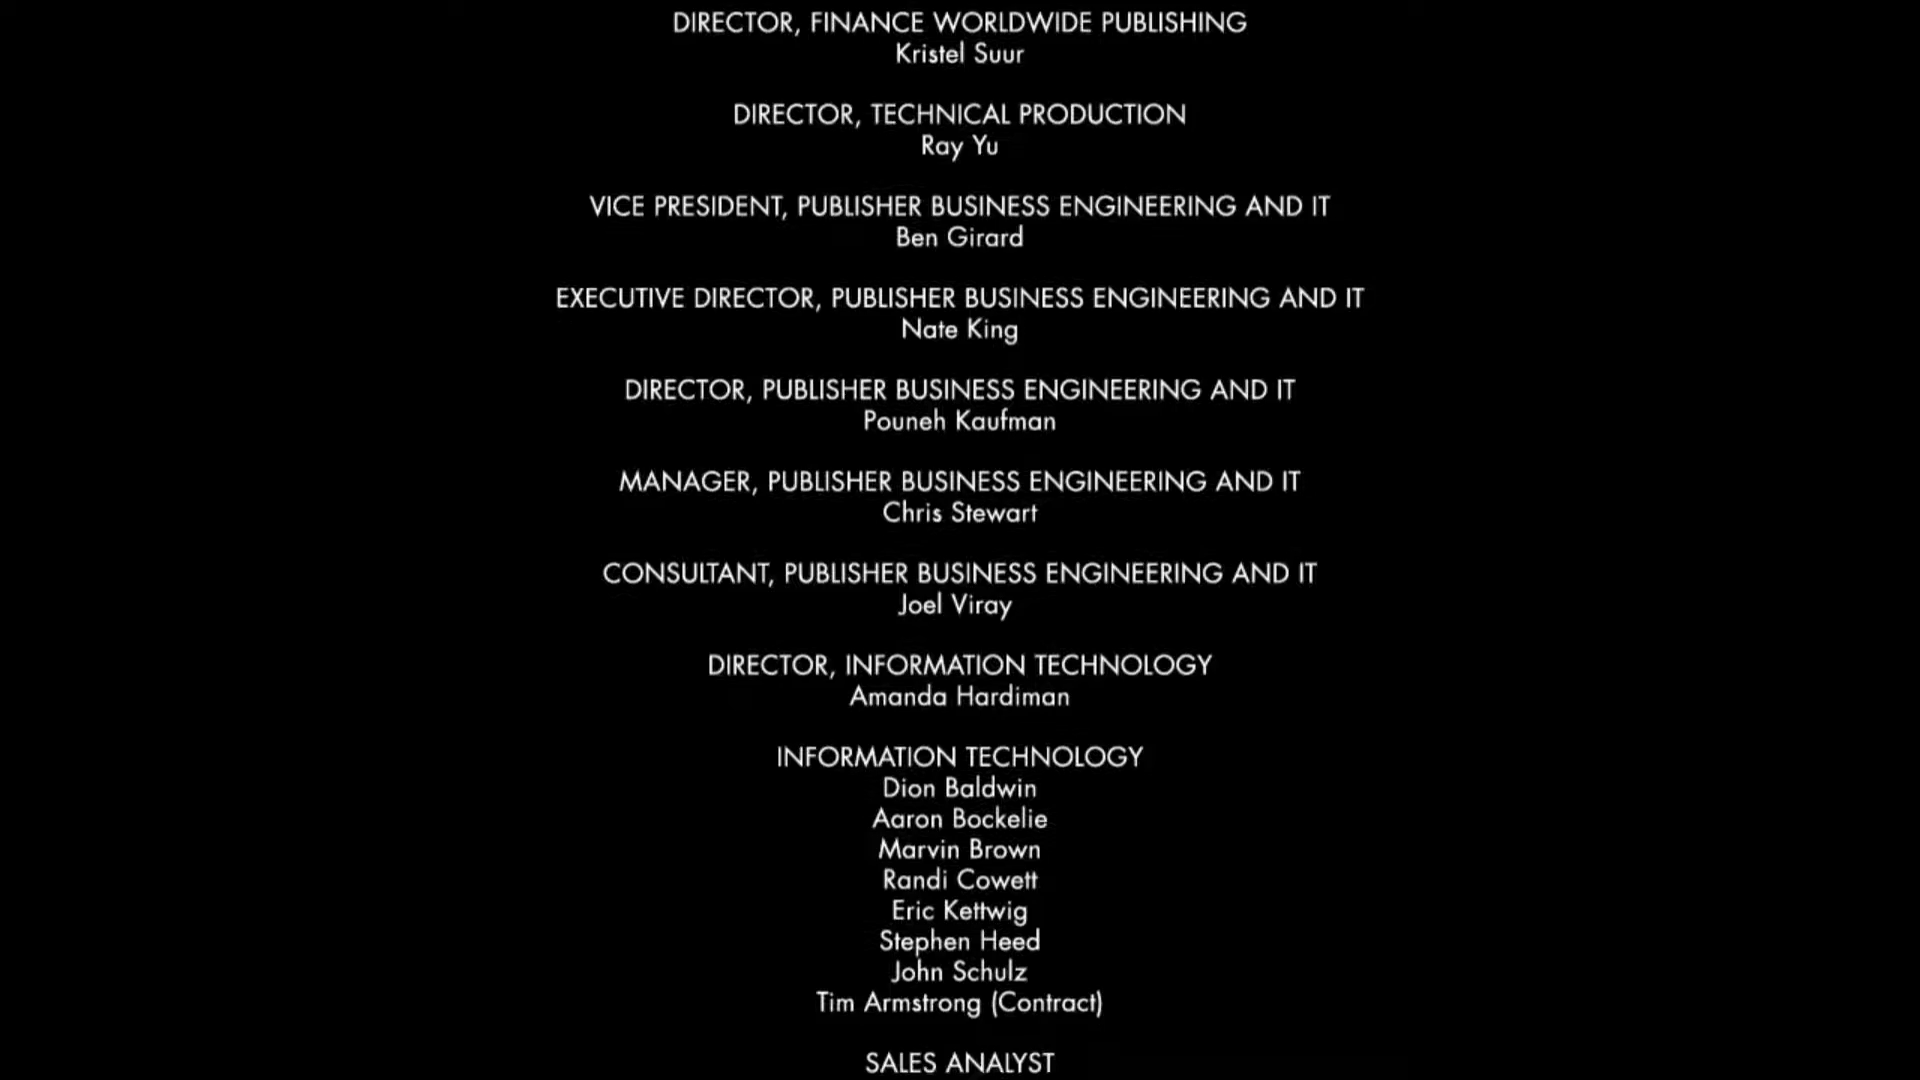 DIRECTOR, FINANCE WORLDWIDE PUBLISHING
Kristel Suur
DIRECTOR, TECHNICAL PRODUCTION
Ray Yu
VICE PRESIDENT, PUBLISHER BUSINESS ENGINEERING AND IT
Ben Girard
EXECUTIVE DIRECTOR, PUBLISHER BUSINESS ENGINEERING AND IT
Nate King
DIRECTOR, PUBLISHER BUSINESS ENGINEERING AND IT
Pouneh Kaufman
MANAGER, PUBLISHER BUSINESS ENGINEERING AND IT
Chris Stewart
CONSULTANT, PUBLISHER BUSINESS ENGINEERING AND IT
Joel Viray
DIRECTOR, INFORMATION TECHNOLOGY
Amanda Hardiman
INFORMATION TECHNOLOGY
Dion Baldwin
Aaron Bockelie
Marvin Brown
Randi Cowett
Eric Kettwig
Stephen Heed
John Schulz
Tim Armstrong (Contract)
SALES ANALYST